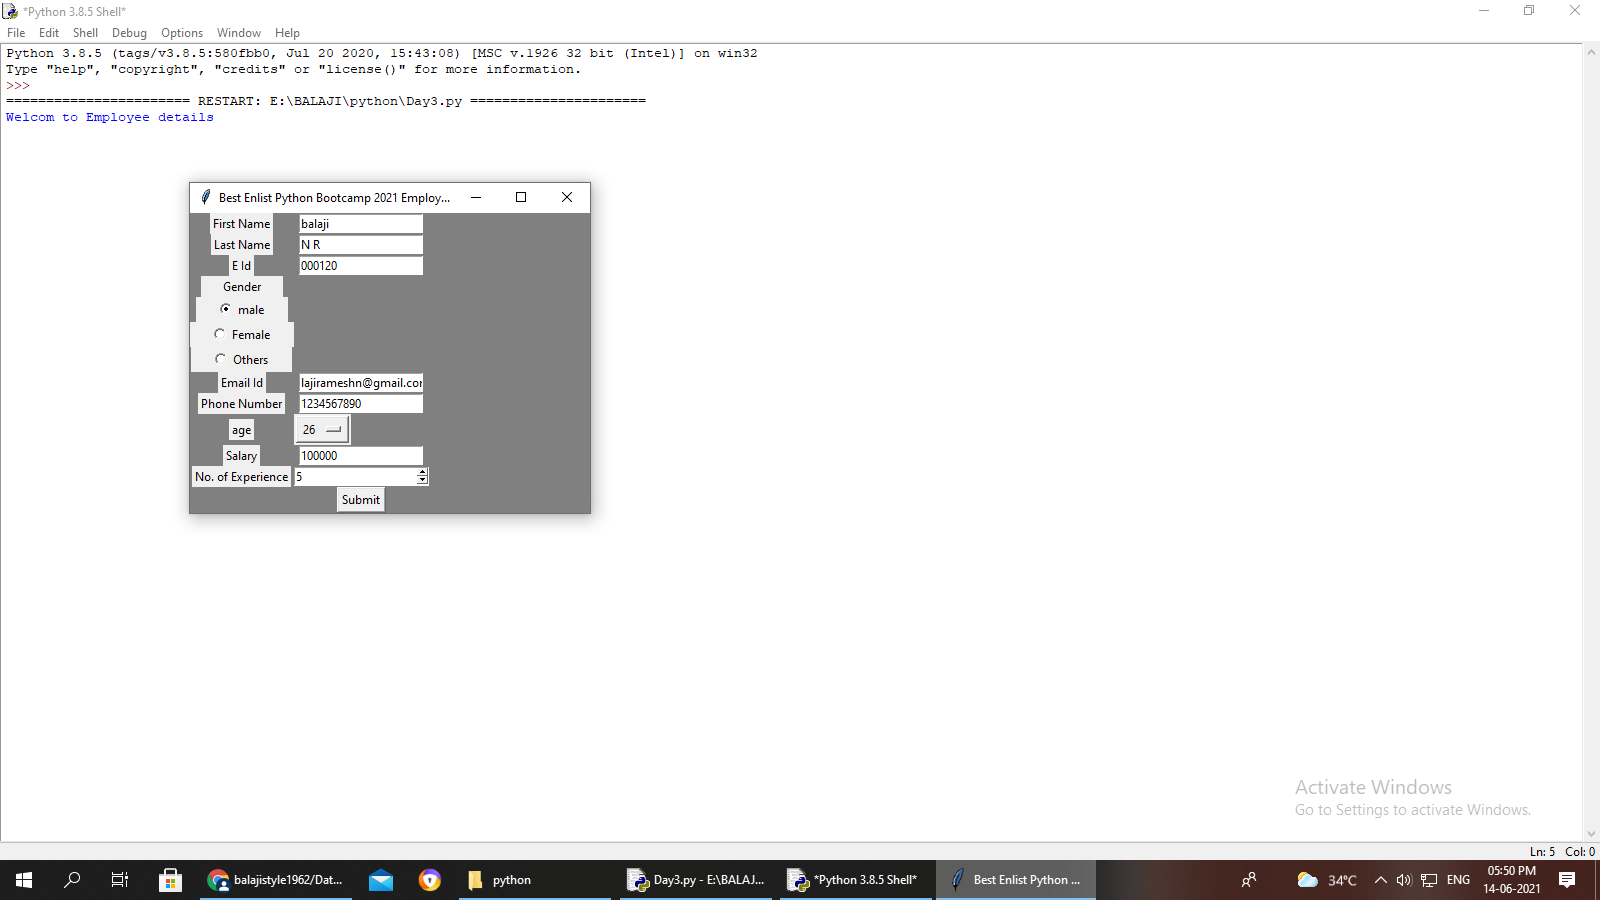 *Python 3.8.5 Shell*
File Edit Shell Debug Options Window Help
Python 3.8.5 (tags/v3.8.5:580fbb0, Jul 20 2020, 15:43:08) [MSC v.1926 32 bit (Intel)] on win32
Type "help", "copyright", "credits" or "license()" for more information.
>>>
======================= RESTART: E:\BALAJI\python\Day3.py ======================
Welcom to Employee details
Best Enlist Python Bootcamp 2021 Employ...
First Name balaji
Last Name N R
E Id 000120
Gender
male
Female
Others
Email Id lajirameshn@gmail.cor
Phone Number 1234567890
age 26
Salary 100000
No. of Experience 5
Submit
Activate Windows
Go to Settings to activate Windows.
Ln: 5 Col: 0
balajistyle1962/Dat... python Day3.py - E:\BALAJ... *Python 3.8.5 Shell* Best Enlist Python ... 34°C ENG 05:50 PM
14-06-2021